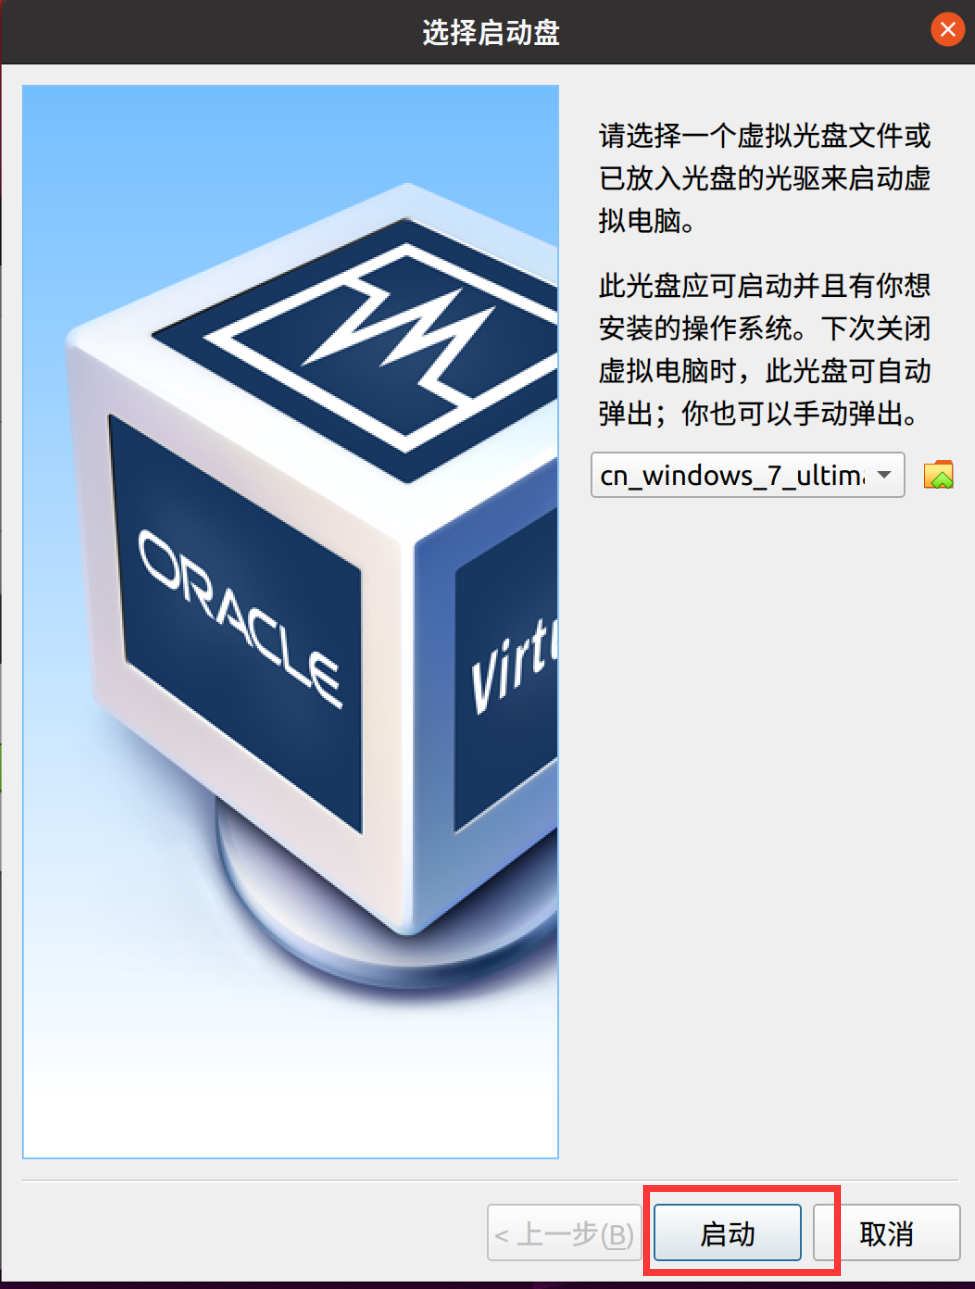 选择启动盘
请选择一个虚拟光盘文件或
已放入光盘的光驱来启动虚
拟电脑。
此光盘应可启动并且有你想
安装的操作系统。下次关闭
虚拟电脑时，此光盘可自动
弹出；你也可以手动弹出。
cn_windows_7_ultima
ORACLE
Virtu
< 上一步(B)
启动
取消